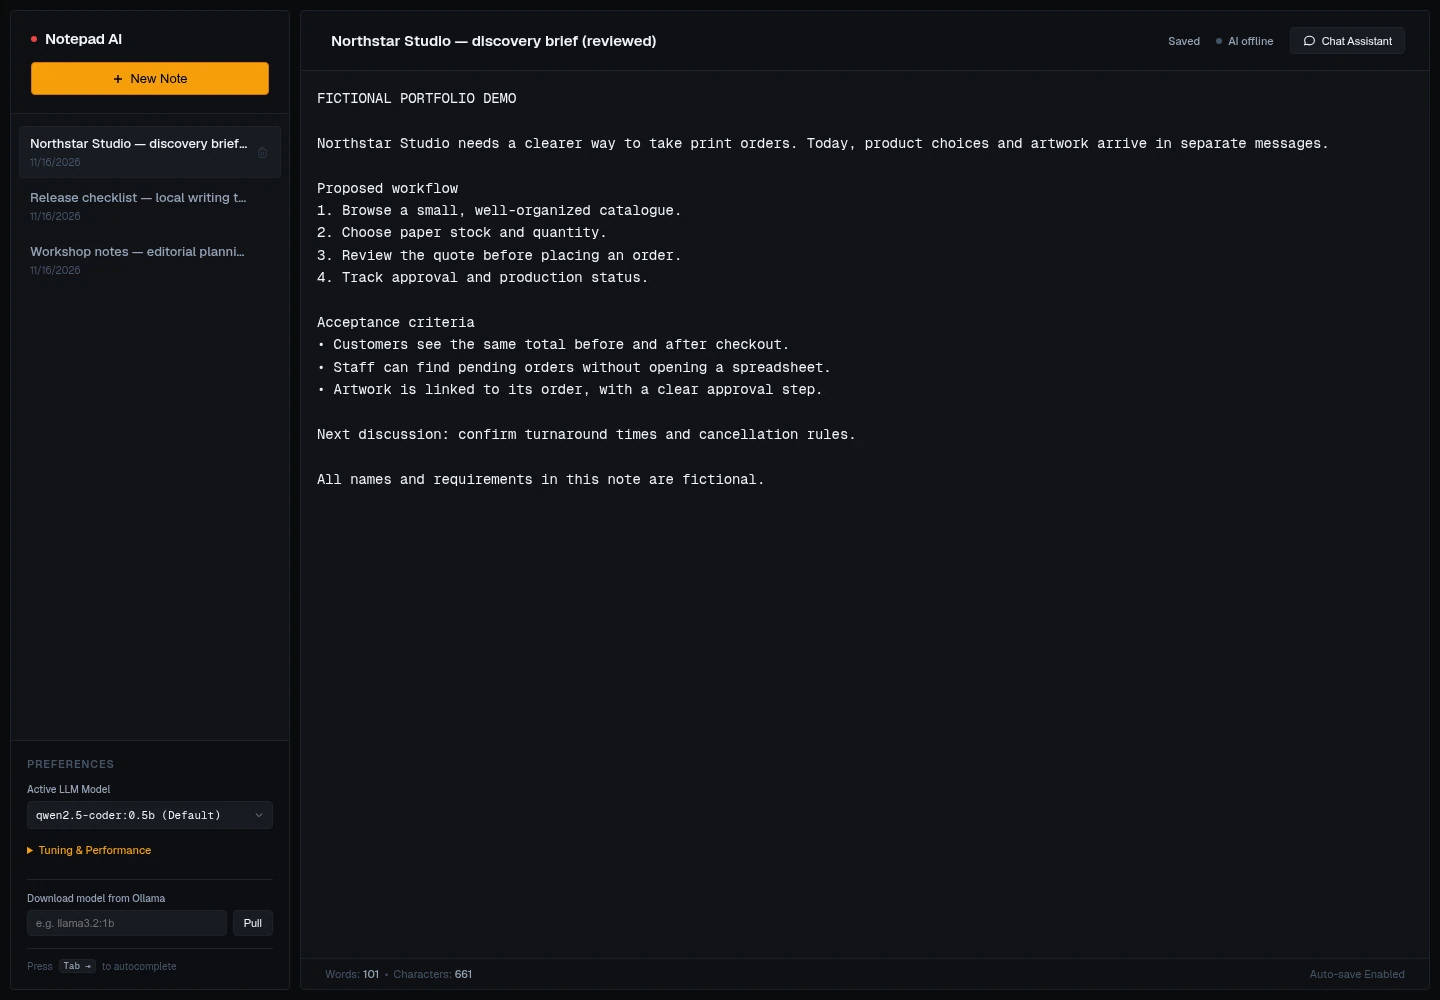 Notepad AI
+ New Note
Northstar Studio — discovery brief...
11/16/2026
Release checklist — local writing t...
11/16/2026
Workshop notes — editorial planni...
11/16/2026
PREFERENCES
Active LLM Model
qwen2.5-coder:0.5b (Default)
Tuning & Performance
Download model from Ollama
e.g. llama3.2:1b
Pull
Press Tab ⇥ to autocomplete
Northstar Studio — discovery brief (reviewed)
Saved
AI offline
Chat Assistant
FICTIONAL PORTFOLIO DEMO
Northstar Studio needs a clearer way to take print orders. Today, product choices and artwork arrive in separate messages.
Proposed workflow
1. Browse a small, well-organized catalogue.
2. Choose paper stock and quantity.
3. Review the quote before placing an order.
4. Track approval and production status.
Acceptance criteria
• Customers see the same total before and after checkout.
• Staff can find pending orders without opening a spreadsheet.
• Artwork is linked to its order, with a clear approval step.
Next discussion: confirm turnaround times and cancellation rules.
All names and requirements in this note are fictional.
Words: 101 • Characters: 661
Auto-save Enabled